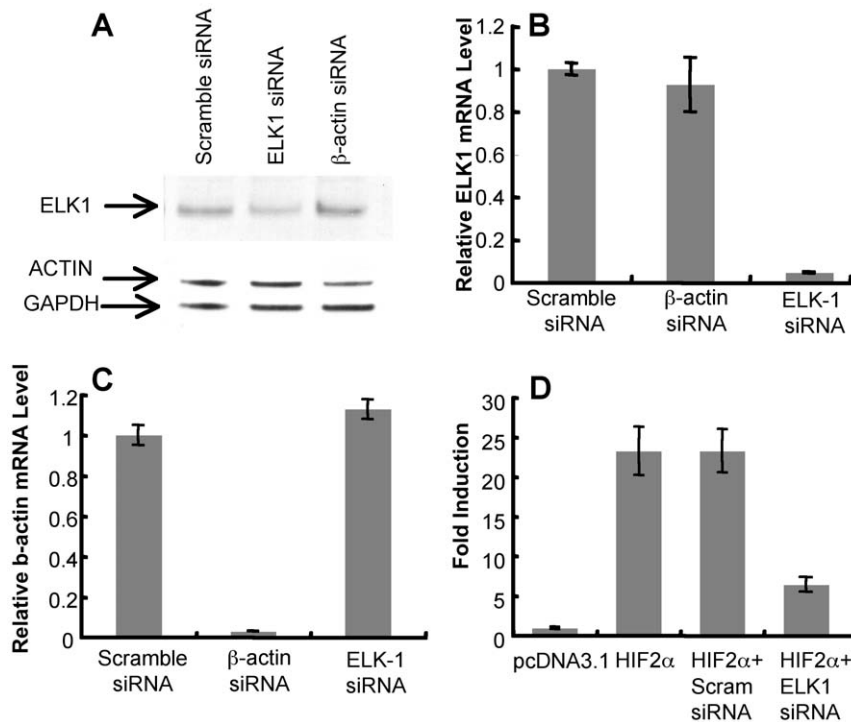 A
Scramble siRNA
ELK1 siRNA
β-actin siRNA
ELK1
ACTIN
GAPDH
B
Relative ELK1 mRNA Level
1.2
1
0.8
0.6
0.4
0.2
0
Scramble
siRNA
β-actin
siRNA
ELK-1
siRNA
C
Relative b-actin mRNA Level
1.2
1
0.8
0.6
0.4
0.2
0
Scramble
siRNA
β-actin
siRNA
ELK-1
siRNA
D
Fold Induction
30
25
20
15
10
5
0
pcDNA3.1
HIF2α
HIF2α+
Scram
siRNA
HIF2α+
ELK1
siRNA